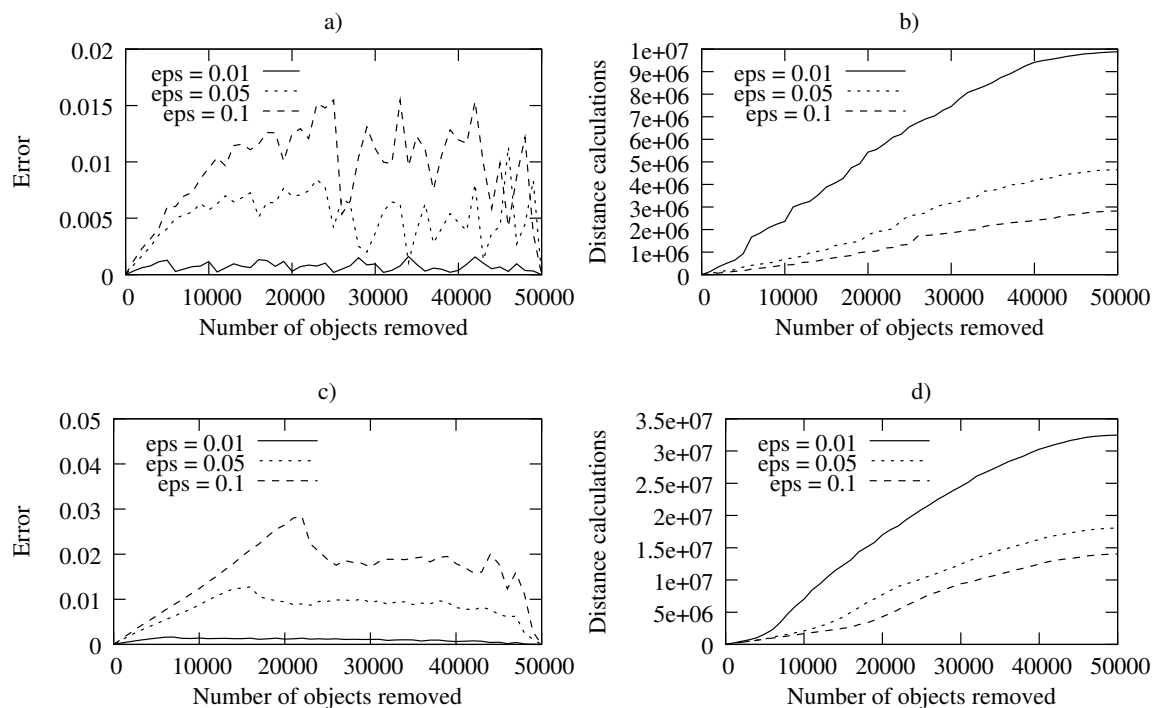 a)
0.02
0.015
0.01
0.005
0
Error
eps = 0.01
eps = 0.05
eps = 0.1
0 10000 20000 30000 40000 50000
Number of objects removed
b)
1e+07
9e+06
8e+06
7e+06
6e+06
5e+06
4e+06
3e+06
2e+06
1e+06
0
Distance calculations
eps = 0.01
eps = 0.05
eps = 0.1
0 10000 20000 30000 40000 50000
Number of objects removed
c)
0.05
0.04
0.03
0.02
0.01
0
Error
eps = 0.01
eps = 0.05
eps = 0.1
0 10000 20000 30000 40000 50000
Number of objects removed
d)
3.5e+07
3e+07
2.5e+07
2e+07
1.5e+07
1e+07
5e+06
0
Distance calculations
eps = 0.01
eps = 0.05
eps = 0.1
0 10000 20000 30000 40000 50000
Number of objects removed